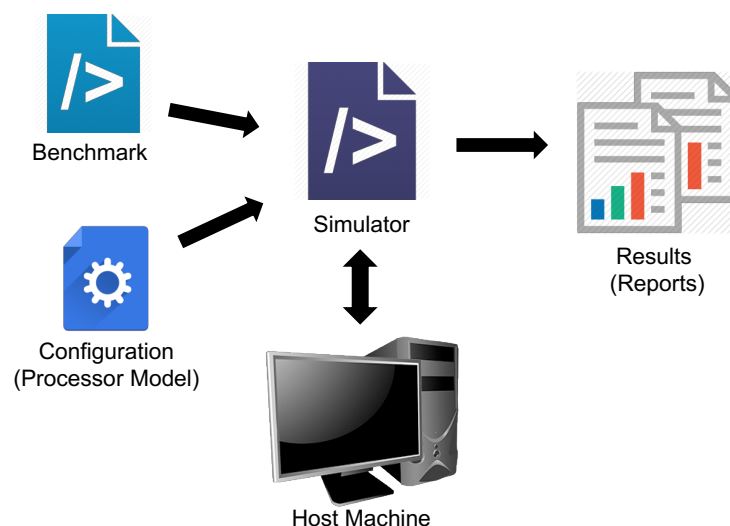 />
Benchmark
/>
Simulator
Results
(Reports)
Configuration
(Processor Model)
Host Machine